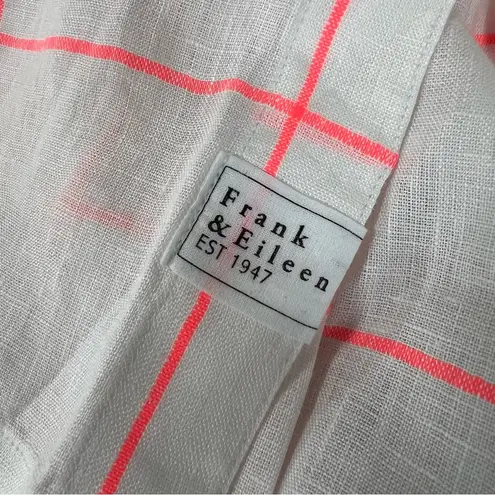 Frank
& Eileen
EST 1947